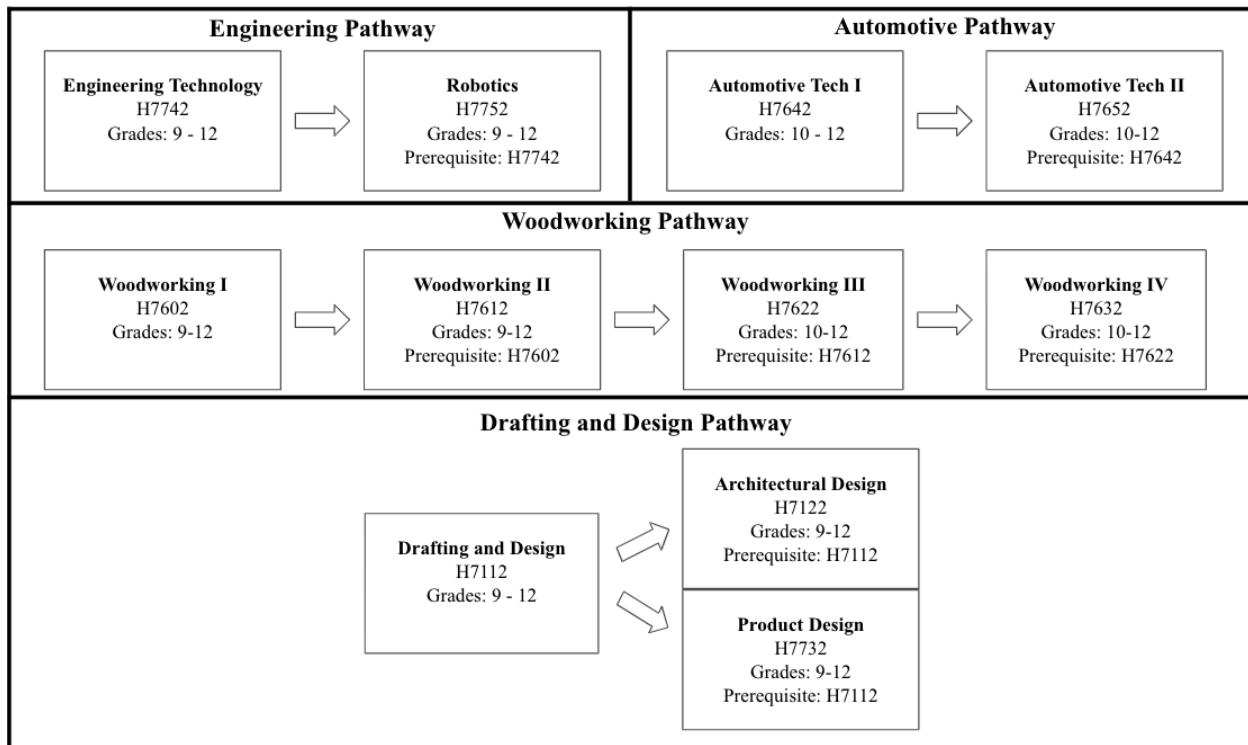 Engineering Pathway
Engineering Technology
H7742
Grades: 9 - 12
Robotics
H7752
Grades: 9 - 12
Prerequisite: H7742
Automotive Pathway
Automotive Tech I
H7642
Grades: 10 - 12
Automotive Tech II
H7652
Grades: 10-12
Prerequisite: H7642
Woodworking Pathway
Woodworking I
H7602
Grades: 9-12
Woodworking II
H7612
Grades: 9-12
Prerequisite: H7602
Woodworking III
H7622
Grades: 10-12
Prerequisite: H7612
Woodworking IV
H7632
Grades: 10-12
Prerequisite: H7622
Drafting and Design Pathway
Drafting and Design
H7112
Grades: 9 - 12
Architectural Design
H7122
Grades: 9-12
Prerequisite: H7112
Product Design
H7732
Grades: 9-12
Prerequisite: H7112